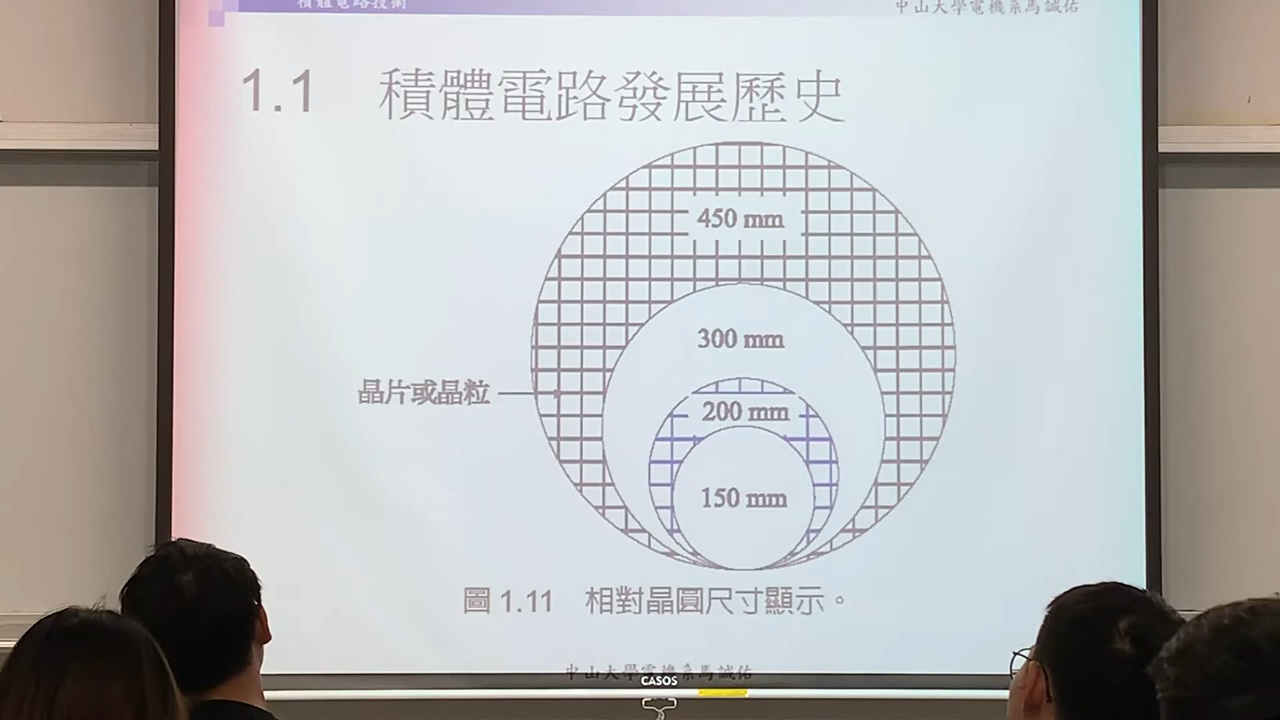 積體電路技術
中山大學電機系馬誠佑
1.1 積體電路發展歷史
450 mm
300 mm
晶片或晶粒
200 mm
150 mm
圖 1.11 相對晶圓尺寸顯示。
中山大學電機系馬誠佑
CASOS